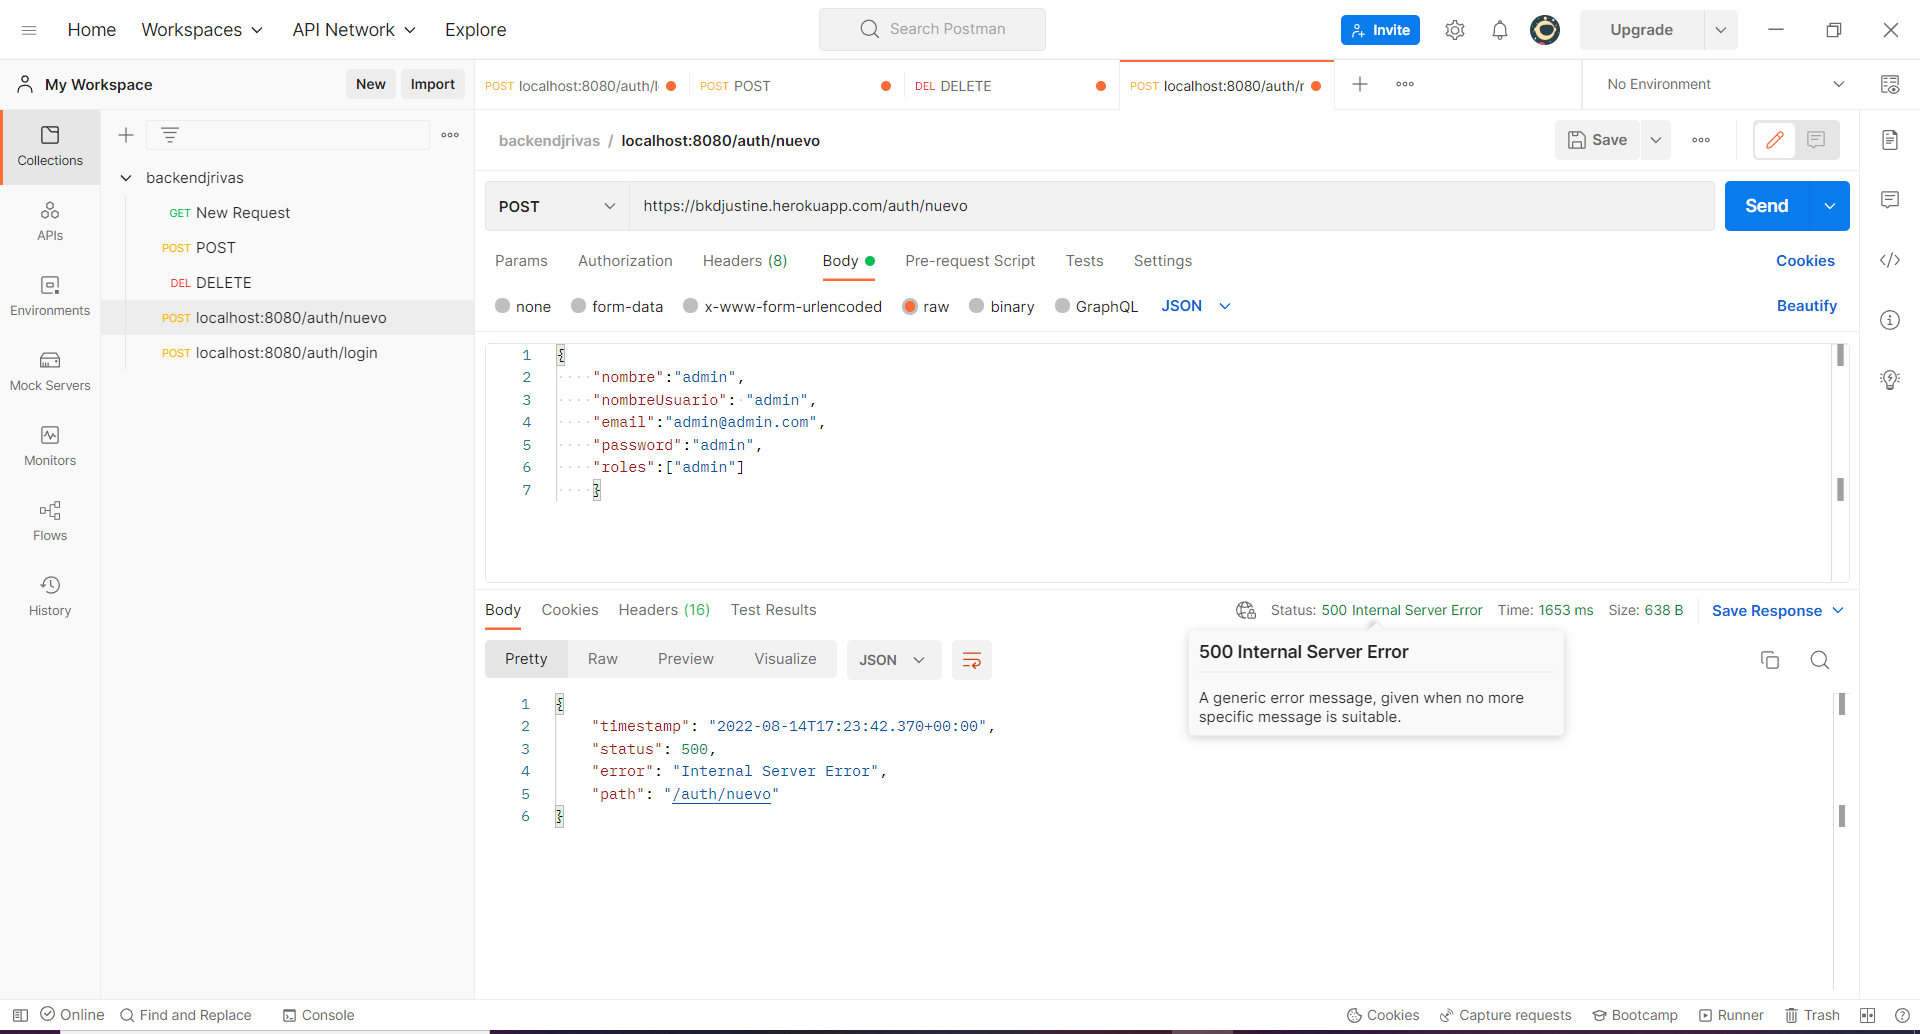 Home Workspaces API Network Explore Search Postman Invite Upgrade
My Workspace New Import
POST localhost:8080/auth/l POST POST DEL DELETE POST localhost:8080/auth/r No Environment
Collections
APIs
Environments
Mock Servers
Monitors
Flows
History
backendjrivas
GET New Request
POST POST
DEL DELETE
POST localhost:8080/auth/nuevo
POST localhost:8080/auth/login
backendjrivas / localhost:8080/auth/nuevo Save
POST https://bkdjustine.herokuapp.com/auth/nuevo Send
Params Authorization Headers (8) Body Pre-request Script Tests Settings Cookies
none form-data x-www-form-urlencoded raw binary GraphQL JSON Beautify
1 {
2 "nombre":"admin",
3 "nombreUsuario": "admin",
4 "email":"admin@admin.com",
5 "password":"admin",
6 "roles":["admin"]
7 }
Body Cookies Headers (16) Test Results Status: 500 Internal Server Error Time: 1653 ms Size: 638 B Save Response
Pretty Raw Preview Visualize JSON
500 Internal Server Error
A generic error message, given when no more
specific message is suitable.
1 {
2 "timestamp": "2022-08-14T17:23:42.370+00:00",
3 "status": 500,
4 "error": "Internal Server Error",
5 "path": "/auth/nuevo"
6 }
Online Find and Replace Console Cookies Capture requests Bootcamp Runner Trash